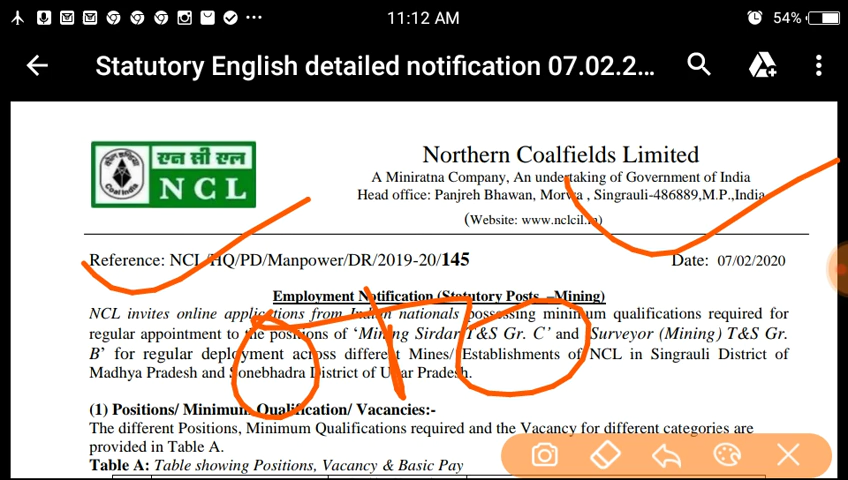 11:12 AM
54%
Statutory English detailed notification 07.02.2...
एन सी एल
NCL
Coal India
Northern Coalfields Limited
A Miniratna Company, An undertaking of Government of India
Head office: Panjreh Bhawan, Morwa , Singrauli-486889,M.P.,India
(Website: www.nclcil.in)
Reference: NCL/HQ/PD/Manpower/DR/2019-20/145
Date: 07/02/2020
Employment Notification (Statutory Posts –Mining)
NCL invites online applications from Indian nationals possessing minimum qualifications required for
regular appointment to the positions of ‘Mining Sirdar T&S Gr. C’ and ‘Surveyor (Mining) T&S Gr.
B’ for regular deployment across different Mines/ Establishments of NCL in Singrauli District of
Madhya Pradesh and Sonebhadra District of Uttar Pradesh.
(1) Positions/ Minimum Qualification/ Vacancies:-
The different Positions, Minimum Qualifications required and the Vacancy for different categories are
provided in Table A.
Table A: Table showing Positions, Vacancy & Basic Pay